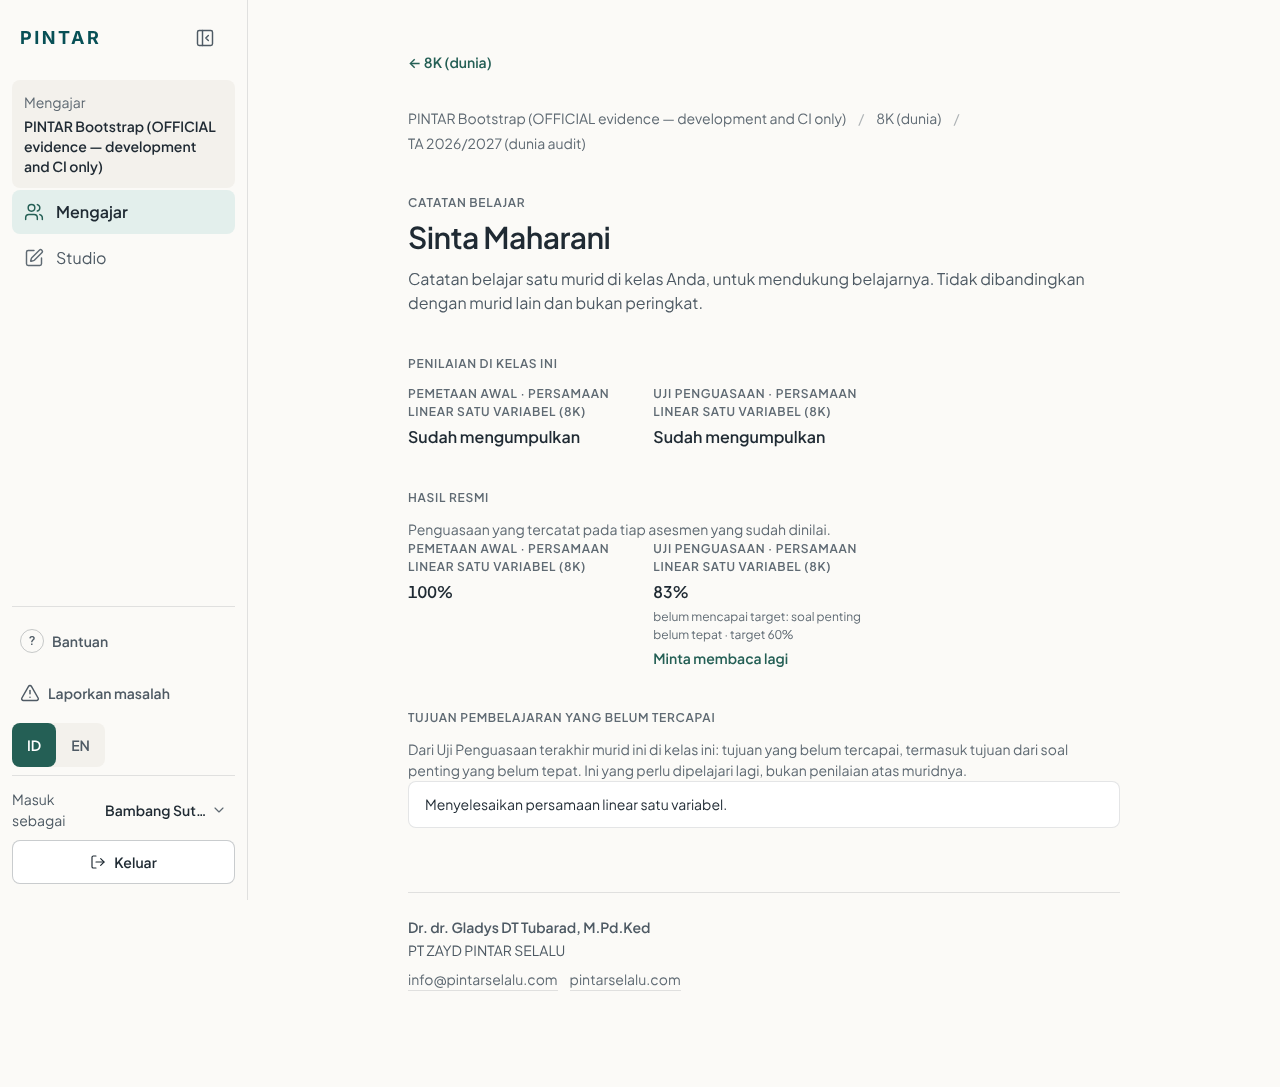 PINTAR
Mengajar
PINTAR Bootstrap (OFFICIAL
evidence — development
and CI only)
Mengajar
Studio
? Bantuan
Laporkan masalah
ID EN
Masuk
sebagai
Bambang Sut...
Keluar
← 8K (dunia)
PINTAR Bootstrap (OFFICIAL evidence — development and CI only) / 8K (dunia) /
TA 2026/2027 (dunia audit)
CATATAN BELAJAR
Sinta Maharani
Catatan belajar satu murid di kelas Anda, untuk mendukung belajarnya. Tidak dibandingkan
dengan murid lain dan bukan peringkat.
PENILAIAN DI KELAS INI
PEMETAAN AWAL · PERSAMAAN
LINEAR SATU VARIABEL (8K)
Sudah mengumpulkan
UJI PENGUASAAN · PERSAMAAN
LINEAR SATU VARIABEL (8K)
Sudah mengumpulkan
HASIL RESMI
Penguasaan yang tercatat pada tiap asesmen yang sudah dinilai.
PEMETAAN AWAL · PERSAMAAN
LINEAR SATU VARIABEL (8K)
100%
UJI PENGUASAAN · PERSAMAAN
LINEAR SATU VARIABEL (8K)
83%
belum mencapai target: soal penting
belum tepat · target 60%
Minta membaca lagi
TUJUAN PEMBELAJARAN YANG BELUM TERCAPAI
Dari Uji Penguasaan terakhir murid ini di kelas ini: tujuan yang belum tercapai, termasuk tujuan dari soal
penting yang belum tepat. Ini yang perlu dipelajari lagi, bukan penilaian atas muridnya.
Menyelesaikan persamaan linear satu variabel.
Dr. dr. Gladys DT Tubarad, M.Pd.Ked
PT ZAYD PINTAR SELALU
info@pintarselalu.com pintarselalu.com